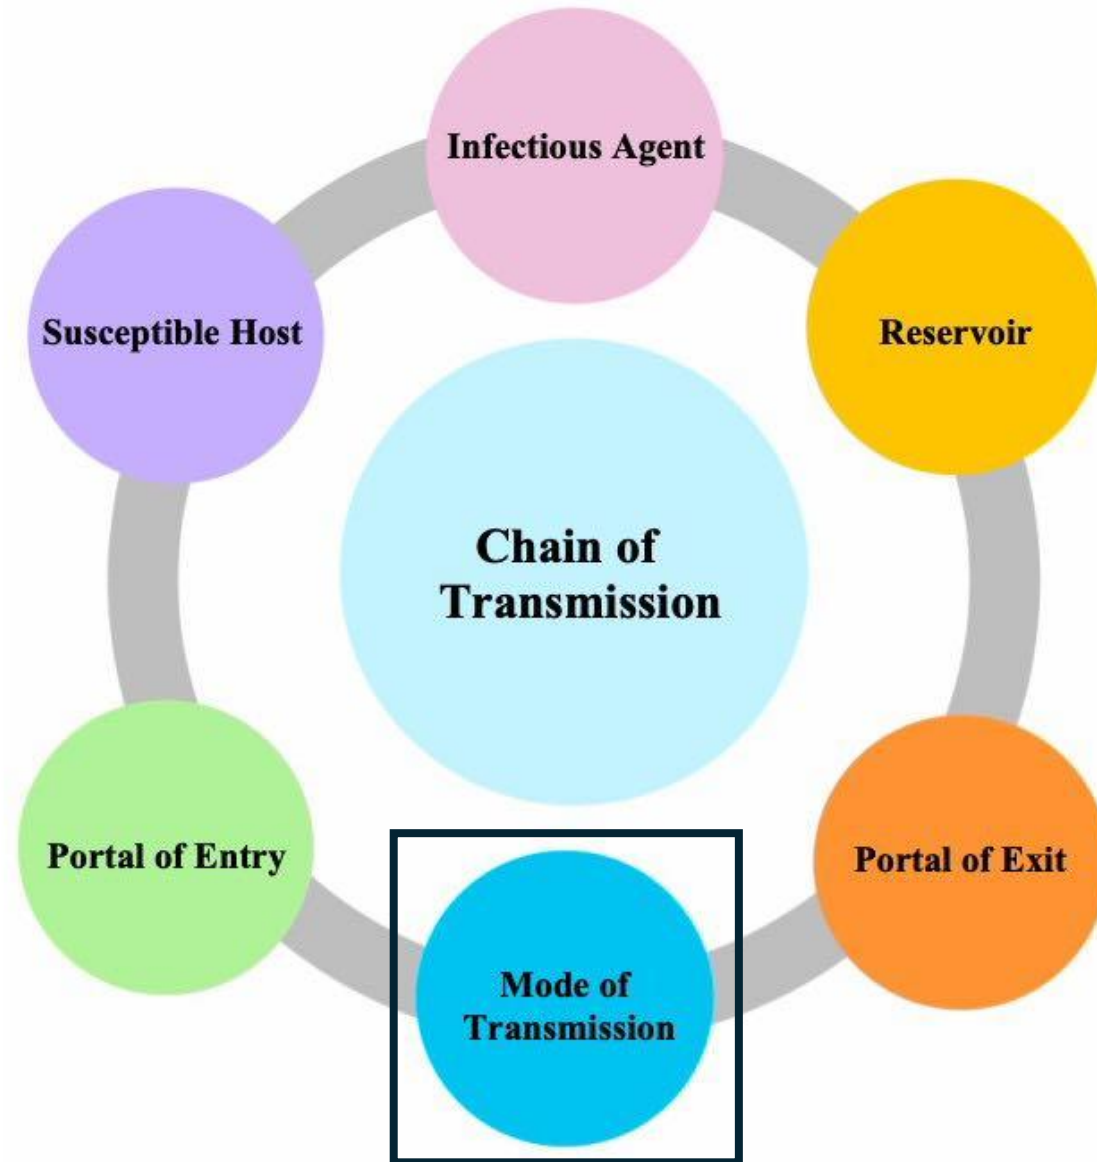 Infectious Agent
Susceptible Host
Reservoir
Chain of
Transmission
Portal of Entry
Portal of Exit
Mode of
Transmission